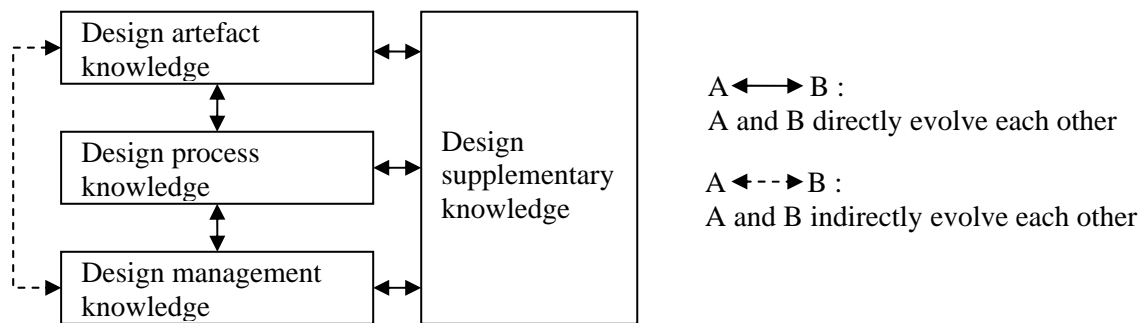 Design artefact
knowledge
Design process
knowledge
Design management
knowledge
Design
supplementary
knowledge
A B :
A and B directly evolve each other
A B :
A and B indirectly evolve each other